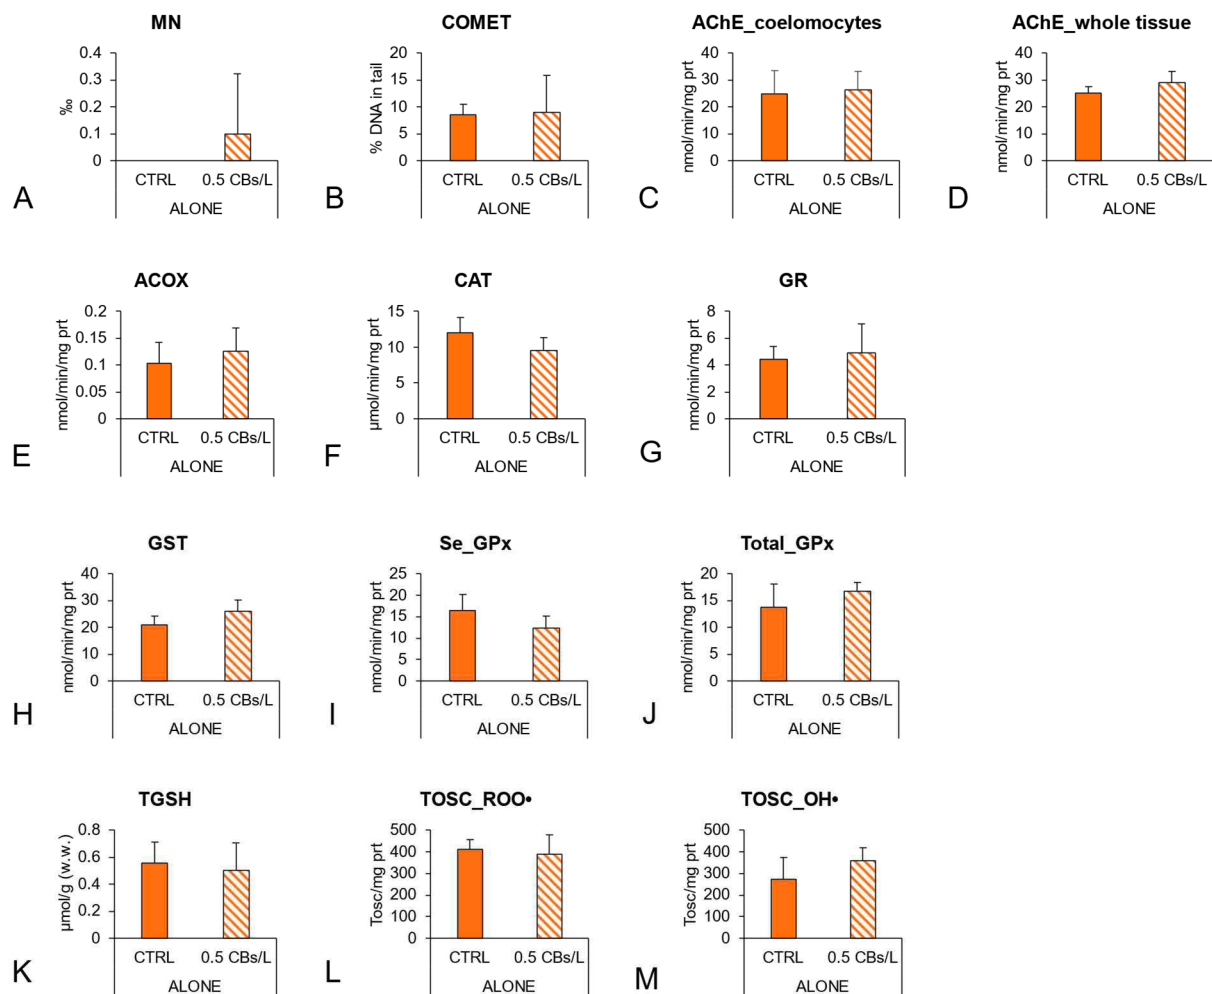 MN
0.4
0.3
‰
0.2
0.1
0
CTRL 0.5 CBs/L
A
ALONE
COMET
20
15
% DNA in tail
10
5
0
CTRL 0.5 CBs/L
B
ALONE
AChE_coelomocytes
40
30
nmol/min/mg prt
20
10
0
CTRL 0.5 CBs/L
C
ALONE
AChE_whole tissue
40
30
nmol/min/mg prt
20
10
0
CTRL 0.5 CBs/L
D
ALONE
ACOX
0.2
0.15
nmol/min/mg prt
0.1
0.05
0
CTRL 0.5 CBs/L
E
ALONE
CAT
15
10
µmol/min/mg prt
5
0
CTRL 0.5 CBs/L
F
ALONE
GR
8
6
nmol/min/mg prt
4
2
0
CTRL 0.5 CBs/L
G
ALONE
GST
40
30
nmol/min/mg prt
20
10
0
CTRL 0.5 CBs/L
H
ALONE
Se_GPx
25
20
15
nmol/min/mg prt
10
5
0
CTRL 0.5 CBs/L
I
ALONE
Total_GPx
20
15
nmol/min/mg prt
10
5
0
CTRL 0.5 CBs/L
J
ALONE
TGSH
0.8
0.6
µmol/g (w.w.)
0.4
0.2
0
CTRL 0.5 CBs/L
K
ALONE
TOSC_ROO•
500
400
300
Tosc/mg prt
200
100
0
CTRL 0.5 CBs/L
L
ALONE
TOSC_OH•
500
400
300
Tosc/mg prt
200
100
0
CTRL 0.5 CBs/L
M
ALONE